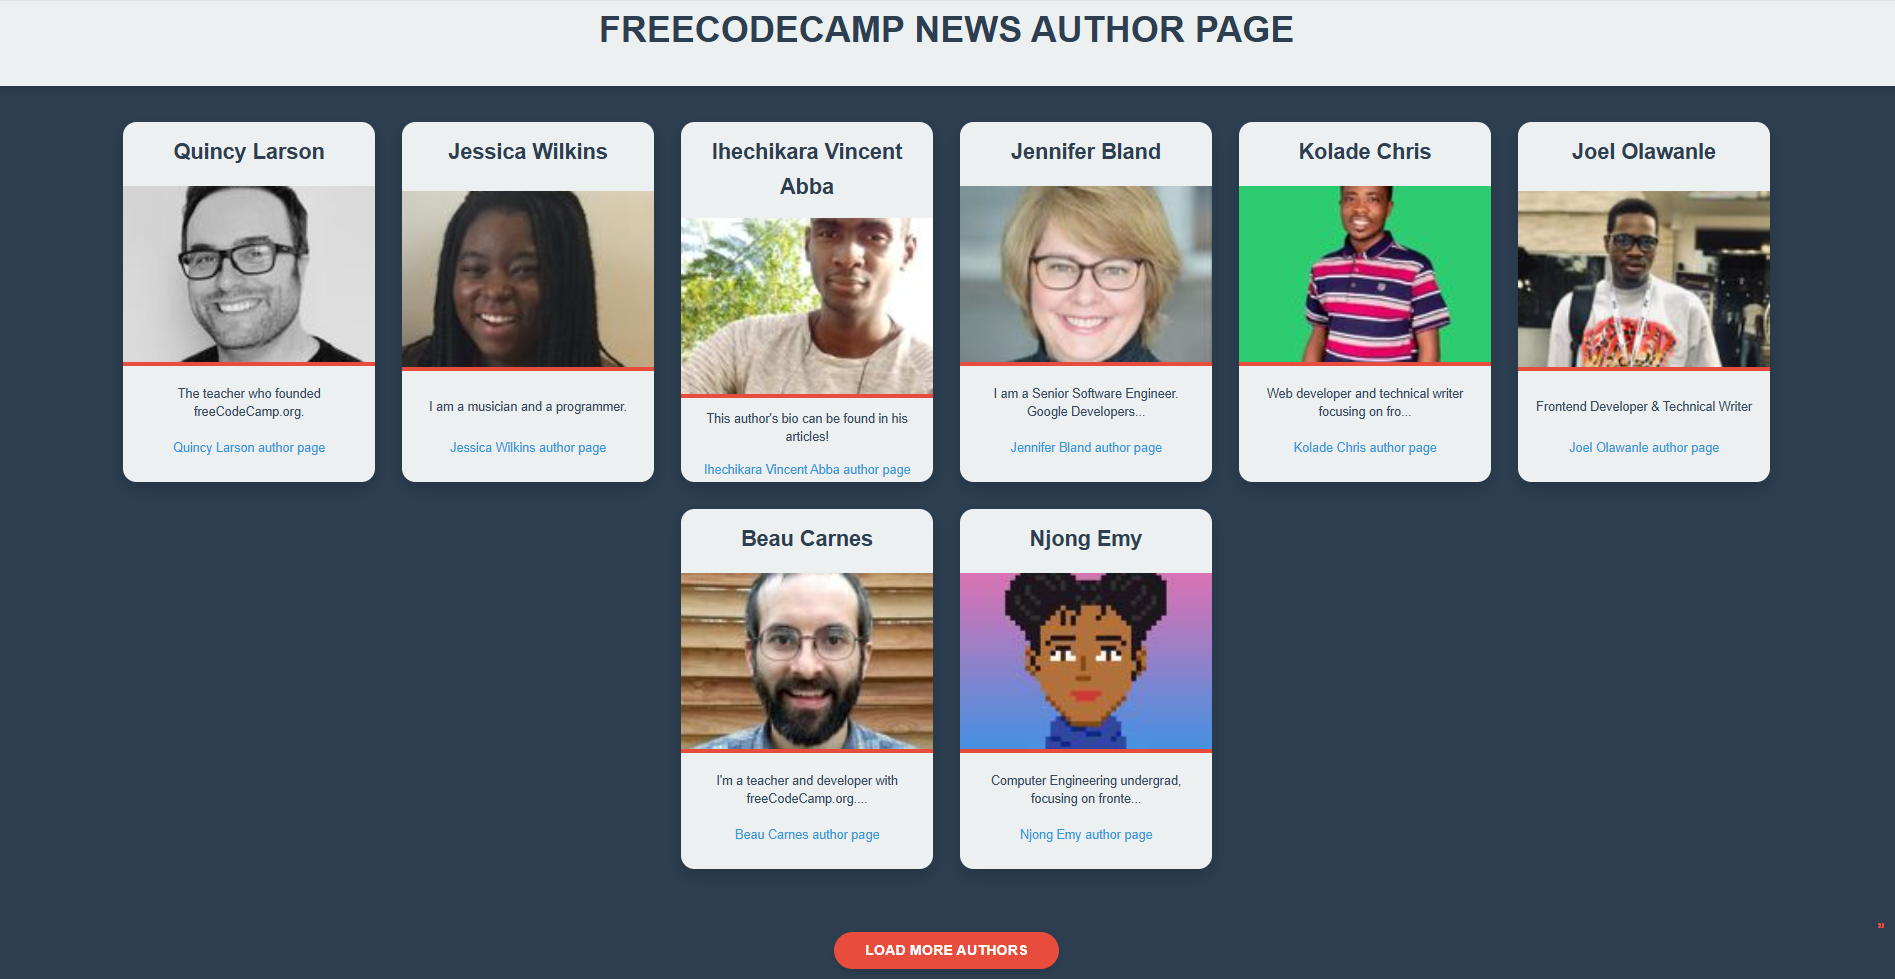 FREECODECAMP NEWS AUTHOR PAGE
Quincy Larson
The teacher who founded
freeCodeCamp.org.
Quincy Larson author page
Jessica Wilkins
I am a musician and a programmer.
Jessica Wilkins author page
Ihechikara Vincent
Abba
This author's bio can be found in his
articles!
Ihechikara Vincent Abba author page
Jennifer Bland
I am a Senior Software Engineer.
Google Developers...
Jennifer Bland author page
Kolade Chris
Web developer and technical writer
focusing on fro...
Kolade Chris author page
Joel Olawanle
Frontend Developer & Technical Writer
Joel Olawanle author page
Beau Carnes
I'm a teacher and developer with
freeCodeCamp.org....
Beau Carnes author page
Njong Emy
Computer Engineering undergrad,
focusing on fronte...
Njong Emy author page
LOAD MORE AUTHORS